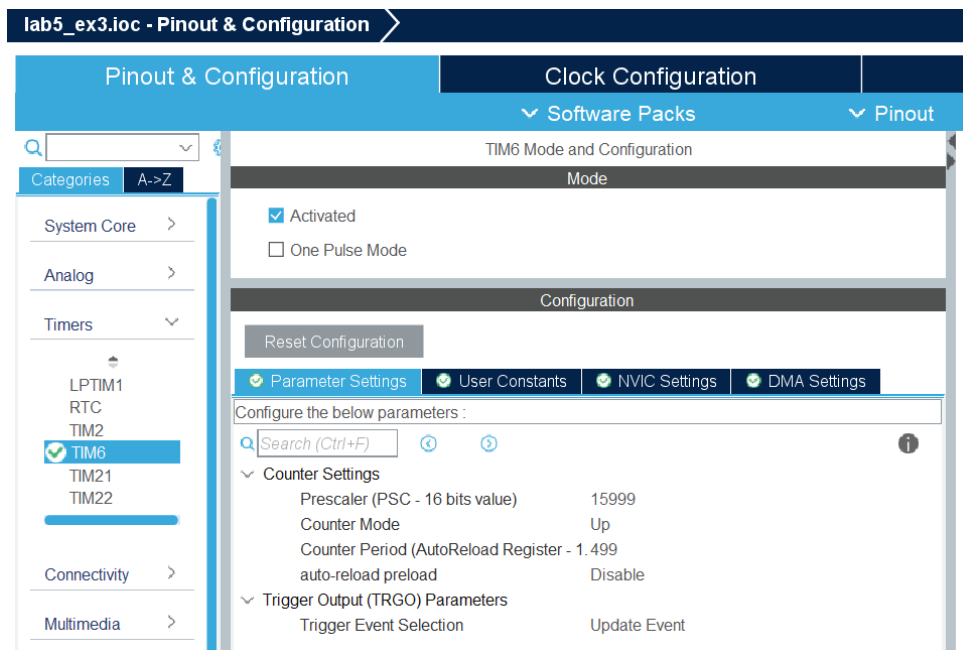 lab5_ex3.ioc - Pinout & Configuration
Pinout & Configuration
Clock Configuration
Software Packs
Pinout
TIM6 Mode and Configuration
Categories
A->Z
Mode
System Core
Activated
One Pulse Mode
Analog
Configuration
Timers
Reset Configuration
LPTIM1
RTC
TIM2
TIM6
TIM21
TIM22
Parameter Settings
User Constants
NVIC Settings
DMA Settings
Configure the below parameters :
Search (Ctrl+F)
Counter Settings
Prescaler (PSC - 16 bits value) 15999
Counter Mode Up
Counter Period (AutoReload Register - 1. 499
auto-reload preload Disable
Trigger Output (TRGO) Parameters
Trigger Event Selection Update Event
Connectivity
Multimedia